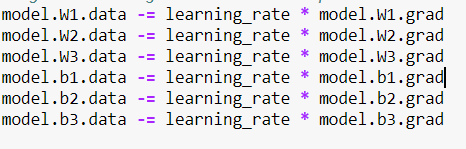 model.W1.data -= learning_rate * model.W1.grad
model.W2.data -= learning_rate * model.W2.grad
model.W3.data -= learning_rate * model.W3.grad
model.b1.data -= learning_rate * model.b1.grad
model.b2.data -= learning_rate * model.b2.grad
model.b3.data -= learning_rate * model.b3.grad